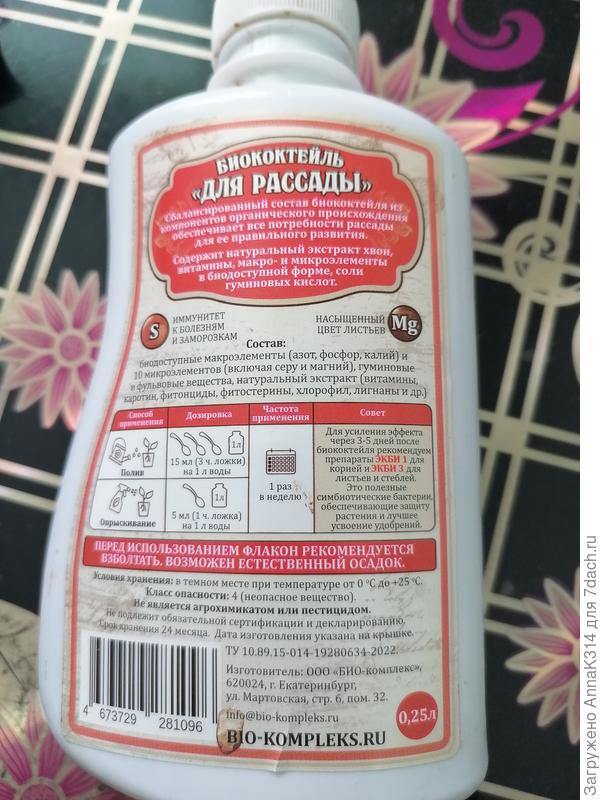 БИОКОКТЕЙЛЬ
«ДЛЯ РАССАДЫ»
Сбалансированный состав биококтейля из
компонентов органического происхождения
обеспечивает все потребности рассады
для ее правильного развития.
Содержит натуральный экстракт хвои,
витамины, макро- и микроэлементы
в биодоступной форме, соли
гуминовых кислот.
S
ИММУНИТЕТ
К БОЛЕЗНЯМ
И ЗАМОРОЗКАМ
НАСЫЩЕННЫЙ
ЦВЕТ ЛИСТЬЕВ
Mg
Состав:
биодоступные макроэлементы (азот, фосфор, калий) и
10 микроэлементов (включая серу и магний), гуминовые
и фульвовые вещества, натуральный экстракт (витамины,
каротин, фитонциды, фитостерины, хлорофил, лигнаны и др.)
Способ
применения
Дозировка
Частота
применения
Совет
Полив
1л
15 мл (3 ч. ложки)
на 1 л воды
Опрыскивание
1л
5 мл (1 ч. ложка)
на 1 л воды
1 раз
в неделю
Для усиления эффекта
через 3-5 дней после
биококтейля рекомендуем
препараты ЭКБИ 1 для
корней и ЭКБИ 3 для
листьев и стеблей.
Это полезные
симбиотические бактерии,
обеспечивающие защиту
растения и лучшее
усвоение удобрений.
ПЕРЕД ИСПОЛЬЗОВАНИЕМ ФЛАКОН РЕКОМЕНДУЕТСЯ
ВЗБОЛТАТЬ. ВОЗМОЖЕН ЕСТЕСТВЕННЫЙ ОСАДОК.
Условия хранения: в темном месте при температуре от 0 °С до +25 °С.
Класс опасности: 4 (неопасное вещество).
Не является агрохимикатом или пестицидом.
Не подлежит обязательной сертификации и декларированию.
Срок хранения 24 месяца. Дата изготовления указана на крышке.
ТУ 10.89.15-014-19280634-2022.
Изготовитель: ООО «БИО-комплекс»,
620024, г. Екатеринбург,
ул. Мартовская, стр. 6, пом. 32.
info@bio-kompleks.ru
BIO-KOMPLEKS.RU
0,25л
4 673729 281096
Загружено AnnaK314 для 7dach.ru